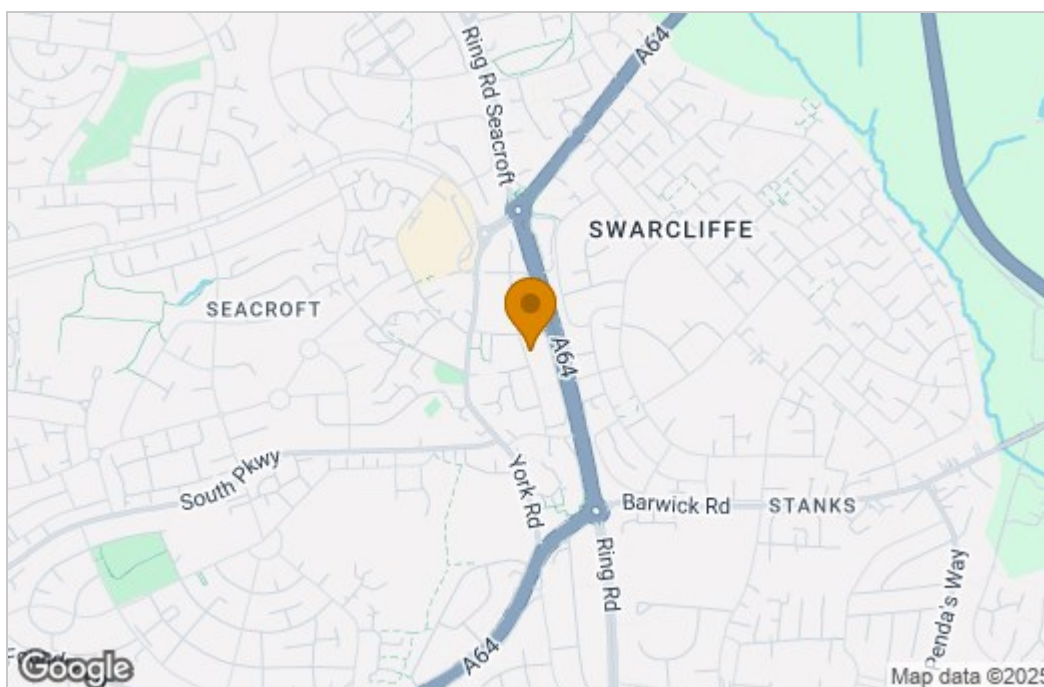 Ring Rd Seacroft
A64
SWARCLIFFE
SEACROFT
A64
South Pkwy
York Rd
Barwick Rd
STANKS
Ring Rd
Penda's Way
A64
Google
Map data ©2025